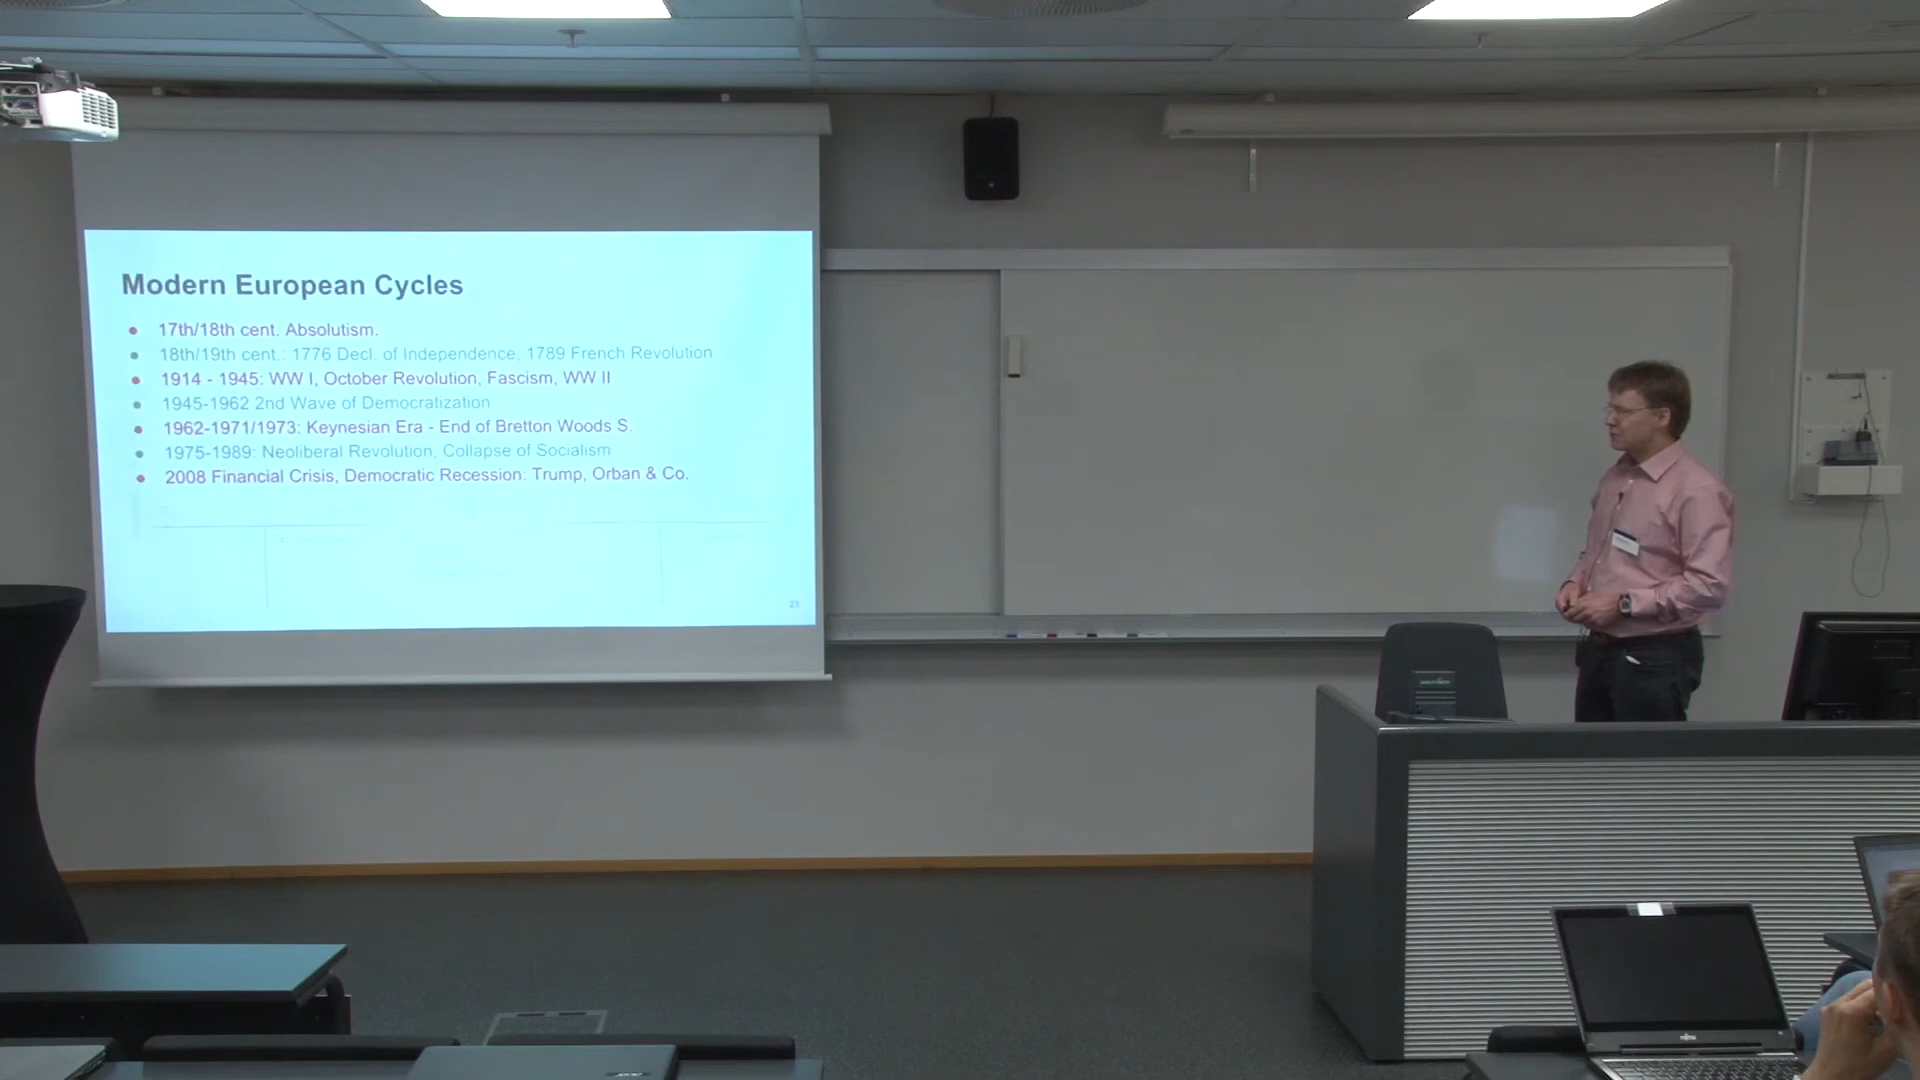 Modern European Cycles
17th/18th cent. Absolutism.
18th/19th cent.: 1776 Decl. of Independence, 1789 French Revolution
1914 - 1945: WW I, October Revolution, Fascism, WW II
1945-1962 2nd Wave of Democratization
1962-1971/1973: Keynesian Era - End of Bretton Woods S.
1975-1989: Neoliberal Revolution, Collapse of Socialism
2008 Financial Crisis, Democratic Recession: Trump, Orban & Co.